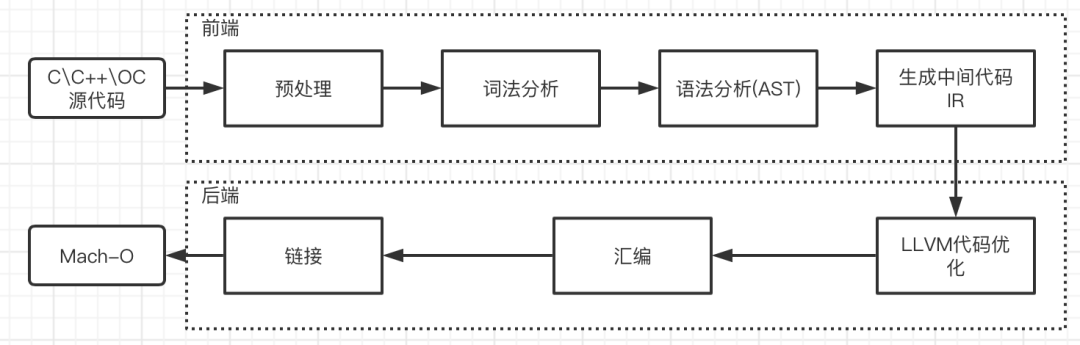 前端
C\C++\OC
源代码
预处理
词法分析
语法分析(AST)
生成中间代码
IR
后端
Mach-O
链接
汇编
LLVM代码优
化